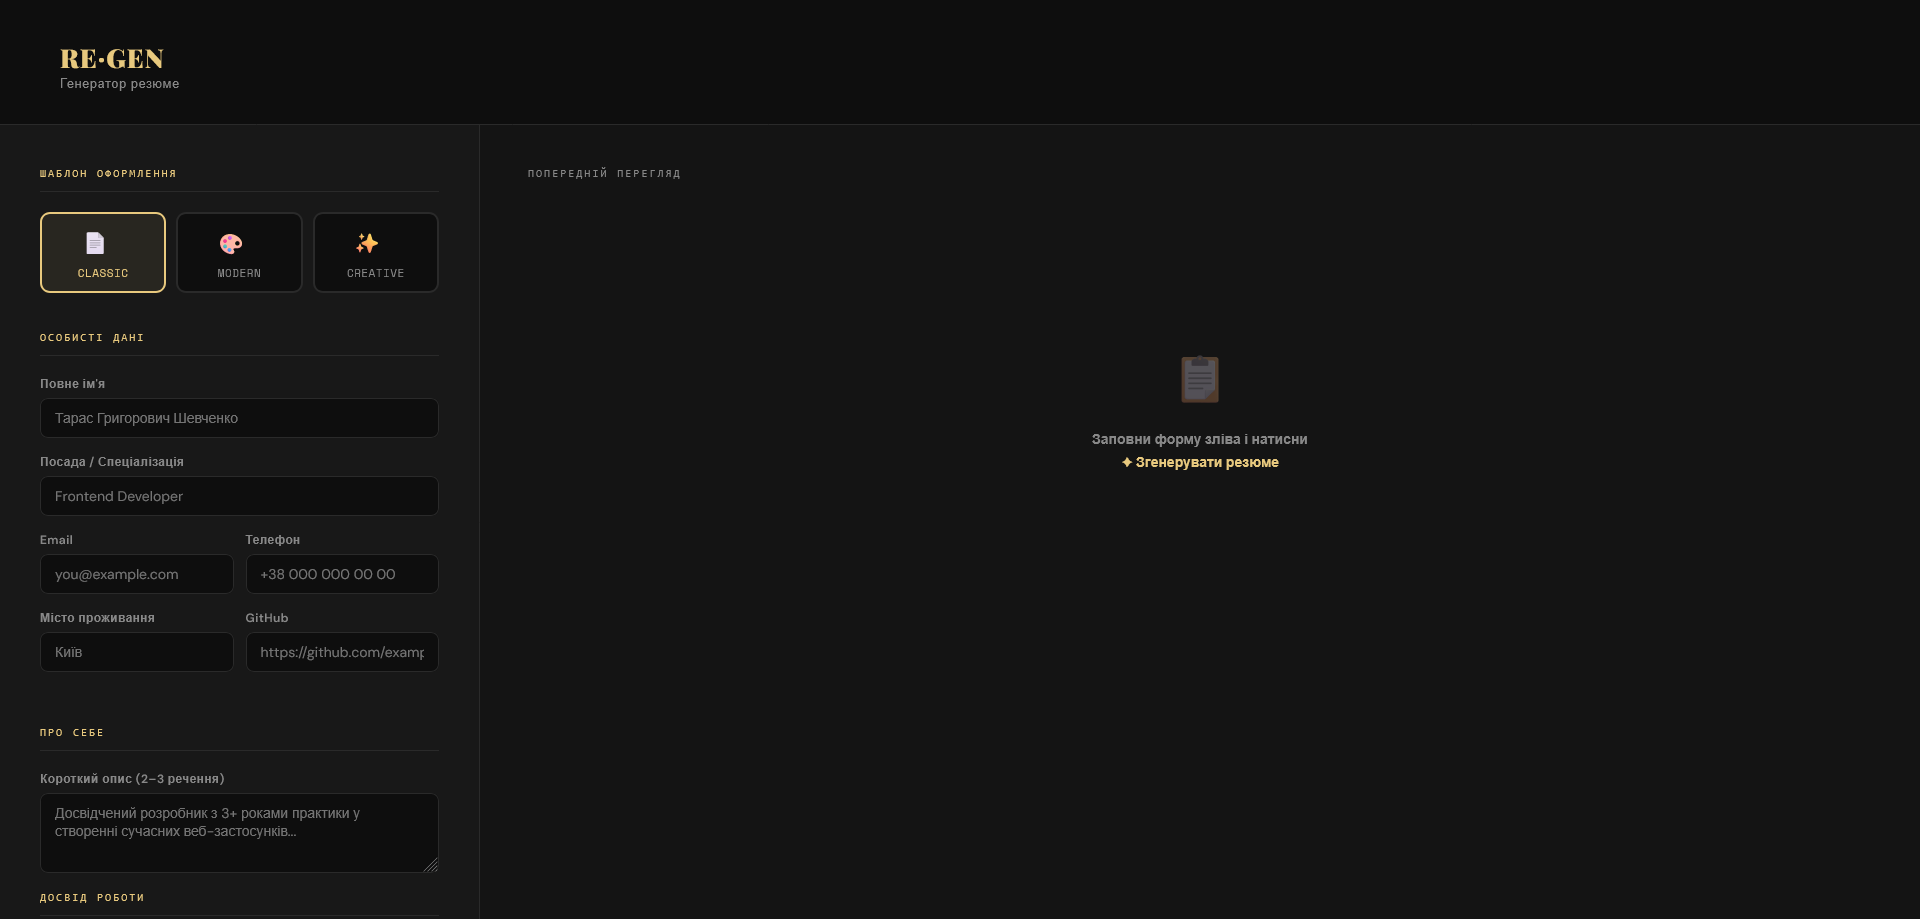 RE·GEN
Генератор резюме
ШАБЛОН ОФОРМЛЕННЯ
CLASSIC
MODERN
CREATIVE
ОСОБИСТІ ДАНІ
Повне ім'я
Тарас Григорович Шевченко
Посада / Спеціалізація
Frontend Developer
Email
Телефон
you@example.com
+38 000 000 00 00
Місто проживання
GitHub
Київ
https://github.com/examp
ПРО СЕБЕ
Короткий опис (2–3 речення)
Досвідчений розробник з 3+ роками практики у
створенні сучасних веб-застосунків...
ДОСВІД РОБОТИ
ПОПЕРЕДНІЙ ПЕРЕГЛЯД
Заповни форму зліва і натисни
✦ Згенерувати резюме